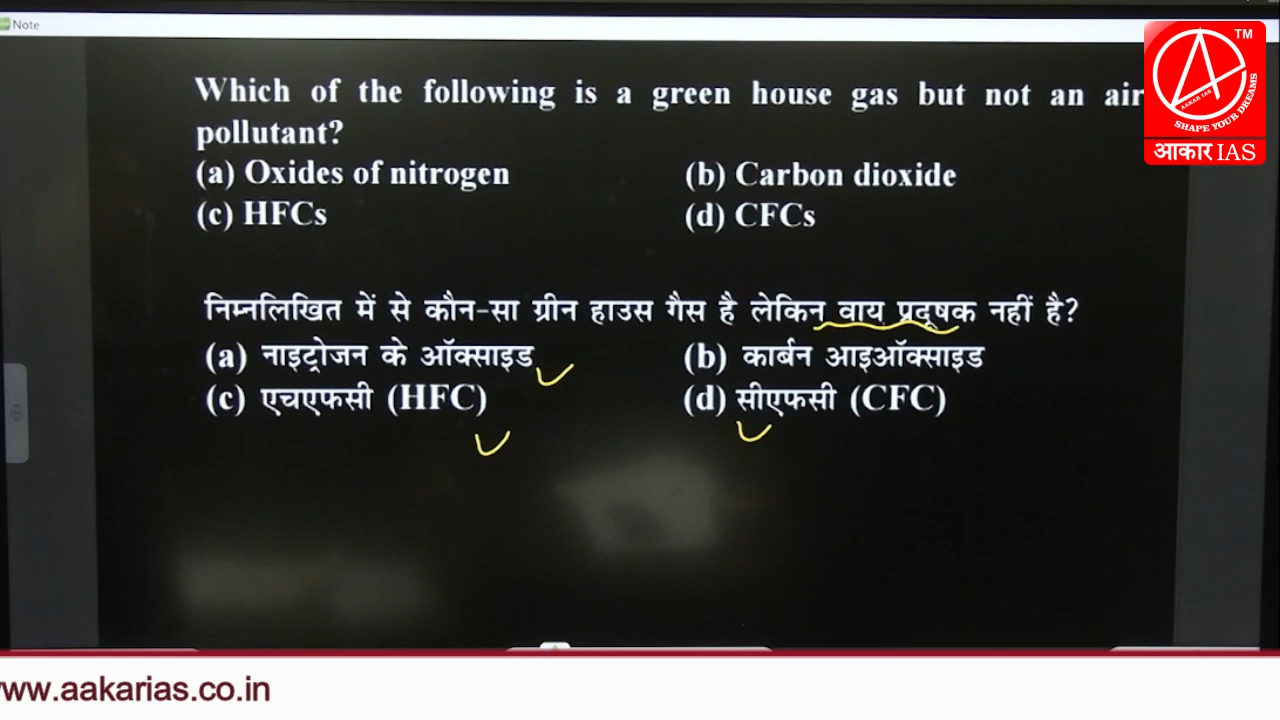 Note
Which of the following is a green house gas but not an air
pollutant?
(a) Oxides of nitrogen (b) Carbon dioxide
(c) HFCs (d) CFCs
निम्नलिखित में से कौन-सा ग्रीन हाउस गैस है लेकिन वाय प्रदूषक नहीं है?
(a) नाइट्रोजन के ऑक्साइड (b) कार्बन आइऑक्साइड
(c) एचएफसी (HFC) (d) सीएफसी (CFC)
TM
AAKAR IAS
SHAPE YOUR DREAMS
आकार IAS
www.aakarias.co.in